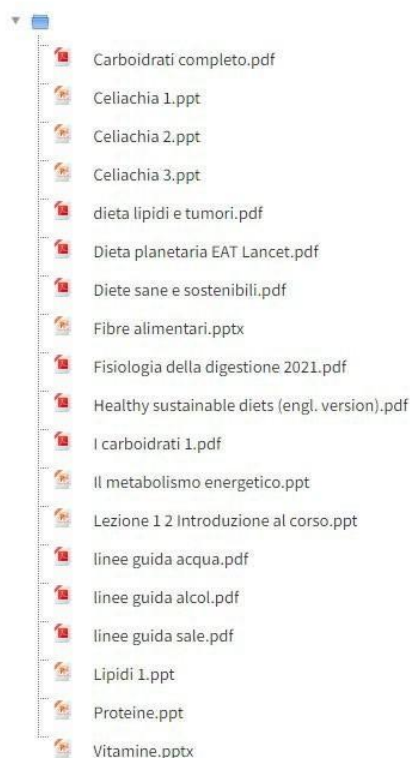 Carboidrati completo.pdf
Celiachia 1.ppt
Celiachia 2.ppt
Celiachia 3.ppt
dieta lipidi e tumori.pdf
Dieta planetaria EAT Lancet.pdf
Diete sane e sostenibili.pdf
Fibre alimentari.pptx
Fisiologia della digestione 2021.pdf
Healthy sustainable diets (engl. version).pdf
I carboidrati 1.pdf
Il metabolismo energetico.ppt
Lezione 1 2 Introduzione al corso.ppt
linee guida acqua.pdf
linee guida alcol.pdf
linee guida sale.pdf
Lipidi 1.ppt
Proteine.ppt
Vitamine.pptx